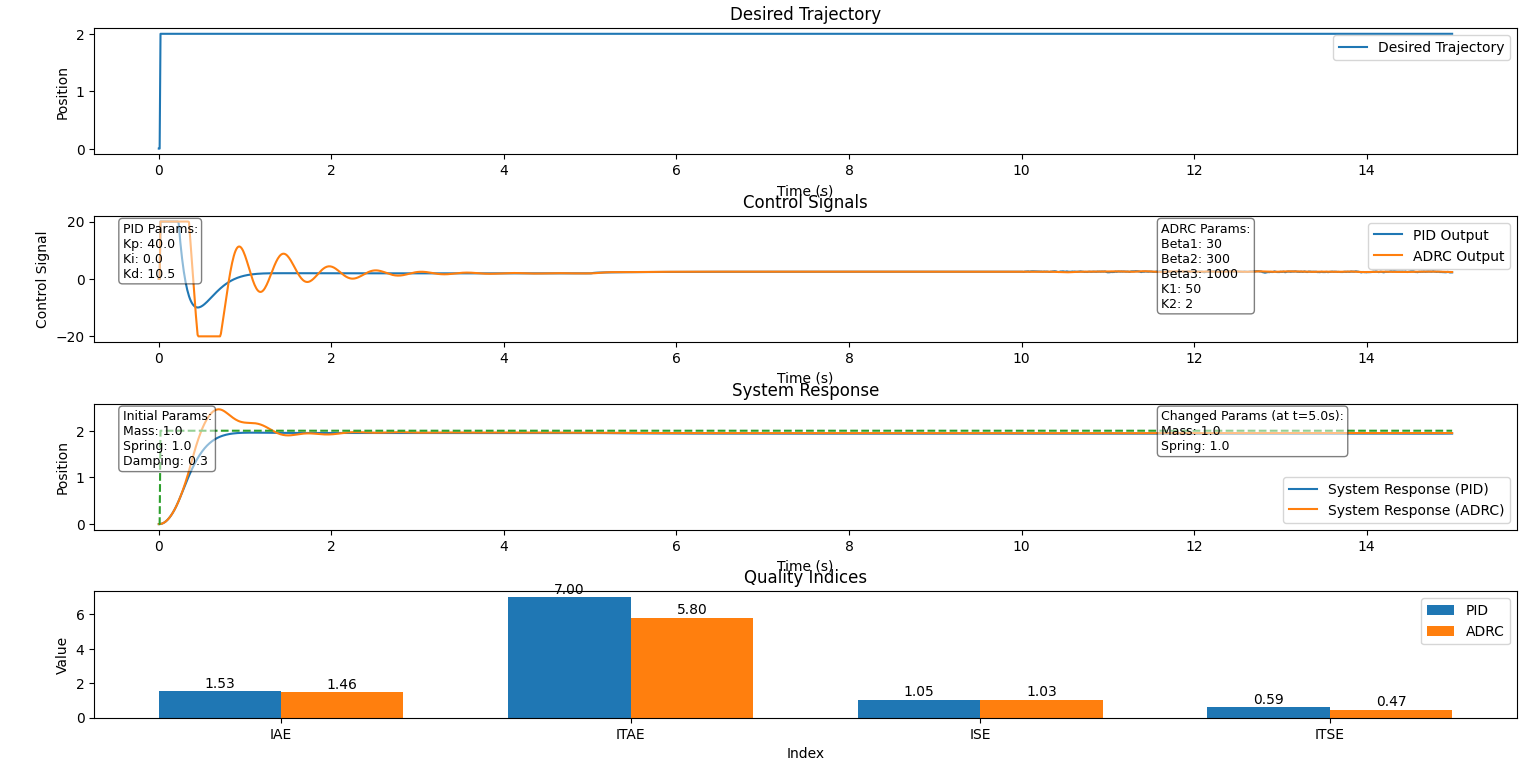 Desired Trajectory
Position
2
1
0
Desired Trajectory
0 2 4 6 8 10 12 14
Time (s)
Control Signals
Control Signal
20
0
−20
PID Params:
Kp: 40.0
Ki: 0.0
Kd: 10.5
ADRC Params:
Beta1: 30
Beta2: 300
Beta3: 1000
K1: 50
K2: 2
PID Output
ADRC Output
0 2 4 6 8 10 12 14
Time (s)
System Response
Position
2
1
0
Initial Params:
Mass: 1.0
Spring: 1.0
Damping: 0.3
Changed Params (at t=5.0s):
Mass: 1.0
Spring: 1.0
System Response (PID)
System Response (ADRC)
0 2 4 6 8 10 12 14
Time (s)
Quality Indices
Value
6
4
2
0
1.53
1.46
7.00
5.80
1.05
1.03
0.59
0.47
PID
ADRC
IAE ITAE ISE ITSE
Index